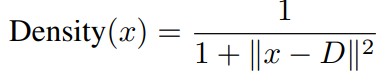 Density(x) = 1 / (1 + ‖x − D‖²)